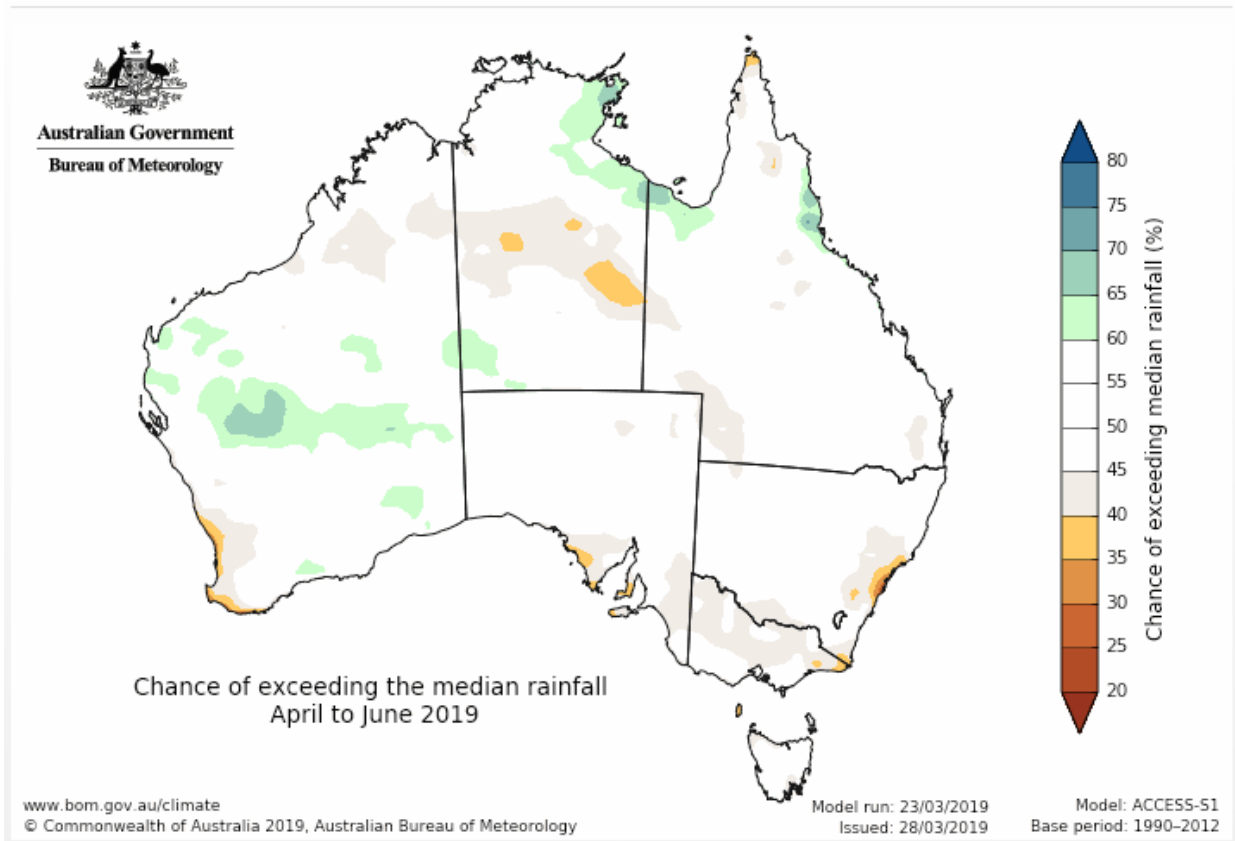 Australian Government
Bureau of Meteorology
80
75
70
65
60
55
50
45
40
35
30
25
20
Chance of exceeding median rainfall (%)
Chance of exceeding the median rainfall
April to June 2019
www.bom.gov.au/climate
© Commonwealth of Australia 2019, Australian Bureau of Meteorology
Model run: 23/03/2019
Issued: 28/03/2019
Model: ACCESS-S1
Base period: 1990–2012